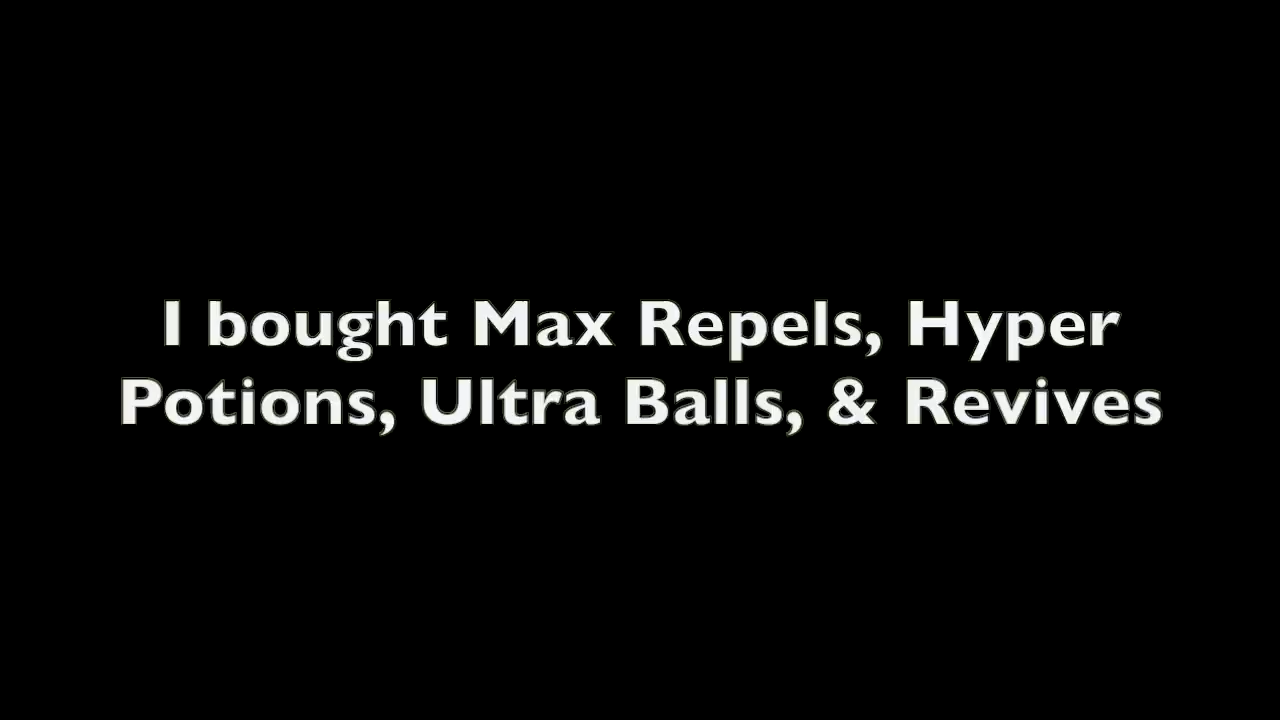 I bought Max Repels, Hyper
Potions, Ultra Balls, & Revives